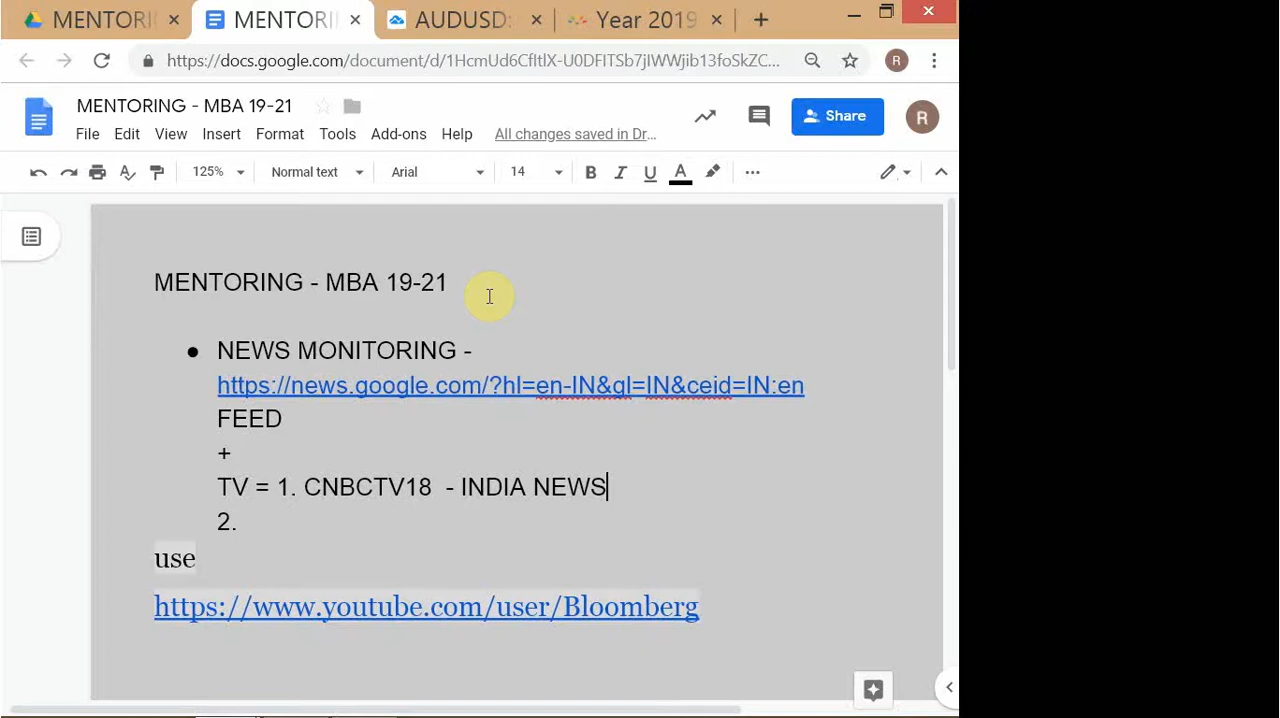 MENTORI
MENTORI
AUDUSD:
Year 2019
https://docs.google.com/document/d/1HcmUd6CfItlX-U0DFITSb7jIWWjib13foSkZC...
R
MENTORING - MBA 19-21
File Edit View Insert Format Tools Add-ons Help All changes saved in Dr...
Share
R
125% Normal text Arial 14 B I U A
MENTORING - MBA 19-21
● NEWS MONITORING -
https://news.google.com/?hl=en-IN&gl=IN&ceid=IN:en
FEED
+
TV = 1. CNBCTV18 - INDIA NEWS
2.
use
https://www.youtube.com/user/Bloomberg